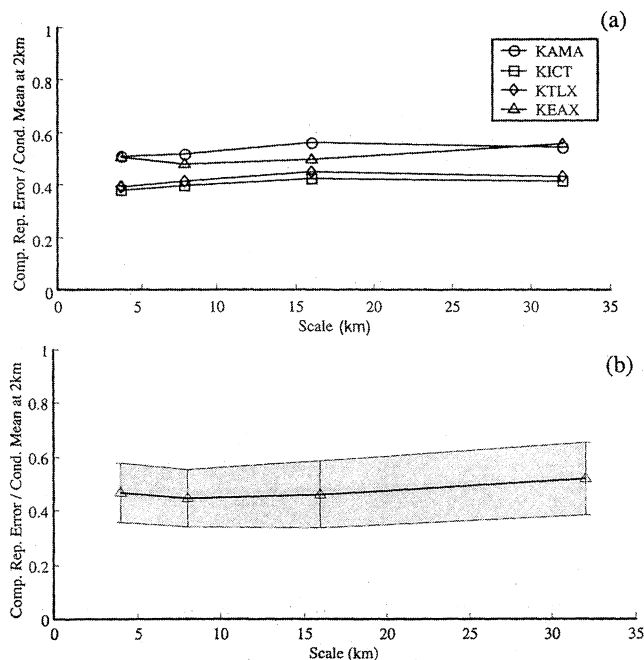 (a)
Comp. Rep. Error / Cond. Mean at 2km
1
0.8
0.6
0.4
0.2
0
KAMA
KICT
KTLX
KEAX
0 5 10 15 20 25 30 35
Scale (km)
(b)
Comp. Rep. Error / Cond. Mean at 2km
1
0.8
0.6
0.4
0.2
0
0 5 10 15 20 25 30 35
Scale (km)